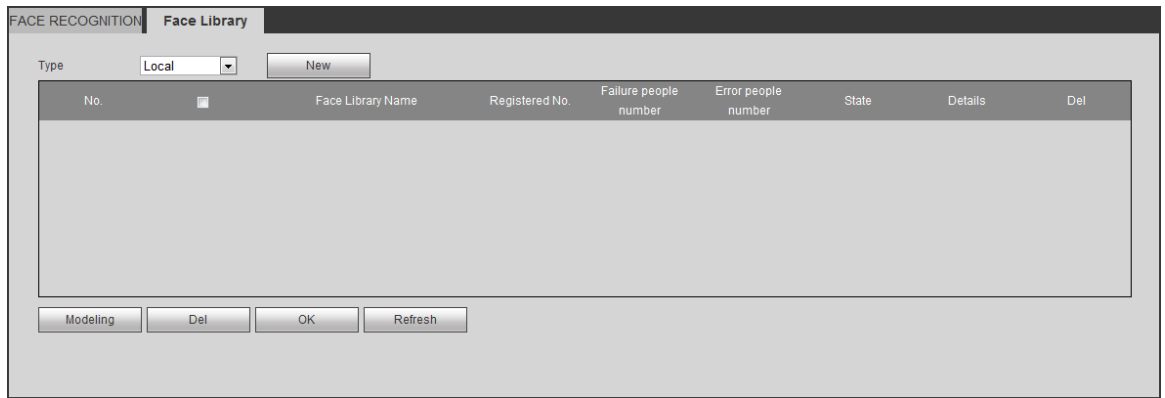 FACE RECOGNITION Face Library
Type Local New
No. Face Library Name Registered No. Failure people number Error people number State Details Del
Modeling Del OK Refresh